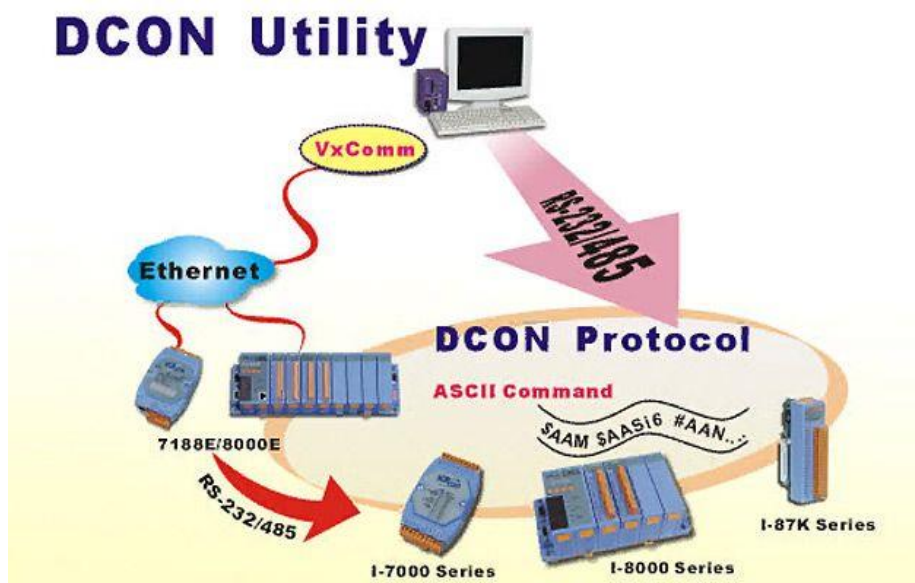 DCON Utility
VxComm
RS-232/485
Ethernet
DCON Protocol
ASCII Command
$AAM $AASi6 #AAN...
7188E/8000E
RS-232/485
I-87K Series
I-7000 Series
I-8000 Series